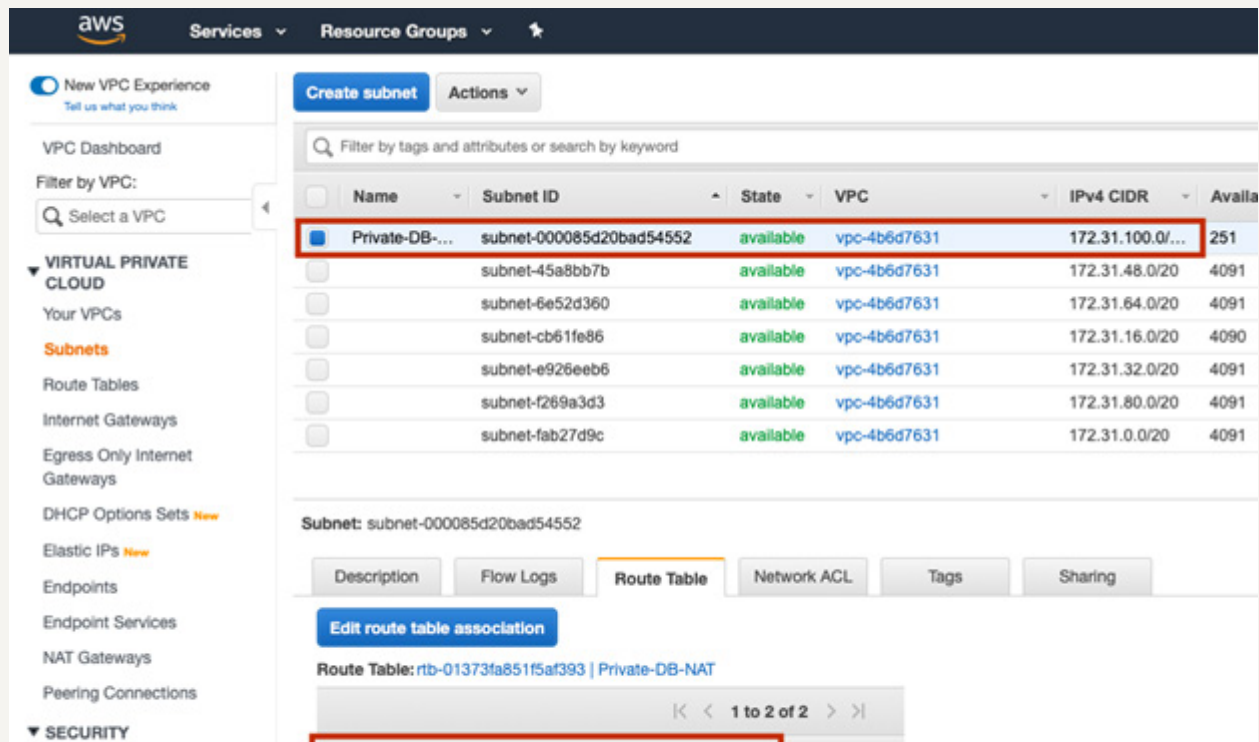 aws Services Resource Groups
New VPC Experience
Tell us what you think
VPC Dashboard
Filter by VPC:
Select a VPC
VIRTUAL PRIVATE
CLOUD
Your VPCs
Subnets
Route Tables
Internet Gateways
Egress Only Internet
Gateways
DHCP Options Sets New
Elastic IPs New
Endpoints
Endpoint Services
NAT Gateways
Peering Connections
SECURITY
Create subnet Actions
Filter by tags and attributes or search by keyword
Name Subnet ID State VPC IPv4 CIDR Availa
Private-DB-... subnet-000085d20bad54552 available vpc-4b6d7631 172.31.100.0/... 251
subnet-45a8bb7b available vpc-4b6d7631 172.31.48.0/20 4091
subnet-6e52d360 available vpc-4b6d7631 172.31.64.0/20 4091
subnet-cb61fe86 available vpc-4b6d7631 172.31.16.0/20 4090
subnet-e926eeb6 available vpc-4b6d7631 172.31.32.0/20 4091
subnet-f269a3d3 available vpc-4b6d7631 172.31.80.0/20 4091
subnet-fab27d9c available vpc-4b6d7631 172.31.0.0/20 4091
Subnet: subnet-000085d20bad54552
Description Flow Logs Route Table Network ACL Tags Sharing
Edit route table association
Route Table: rtb-01373fa851f5af393 | Private-DB-NAT
1 to 2 of 2